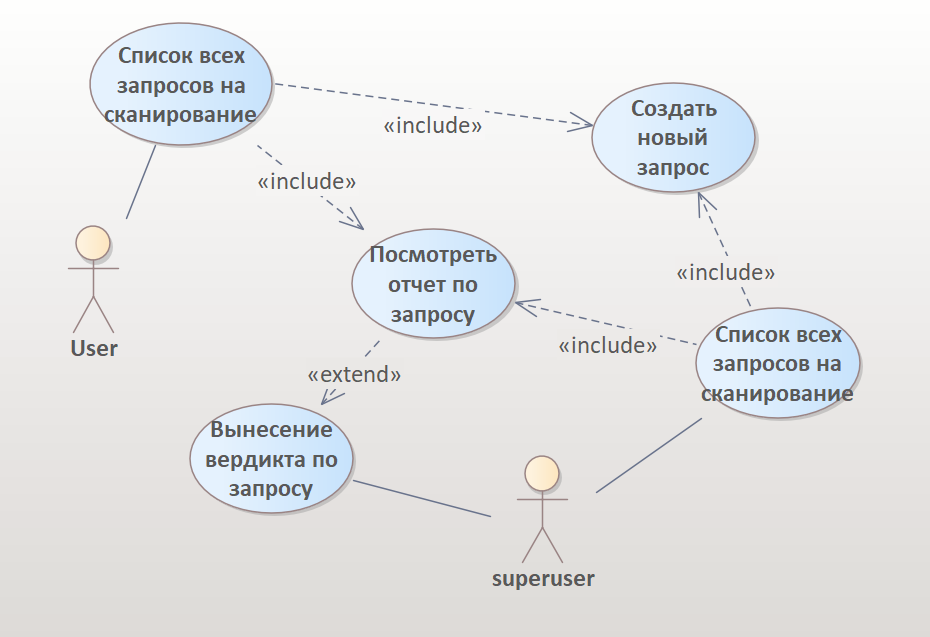 Список всех
запросов на
сканирование
«include»
Создать
новый
запрос
«include»
Посмотреть
отчет по
запросу
User
«include»
«include»
Список всех
запросов на
сканирование
«extend»
Вынесение
вердикта по
запросу
superuser